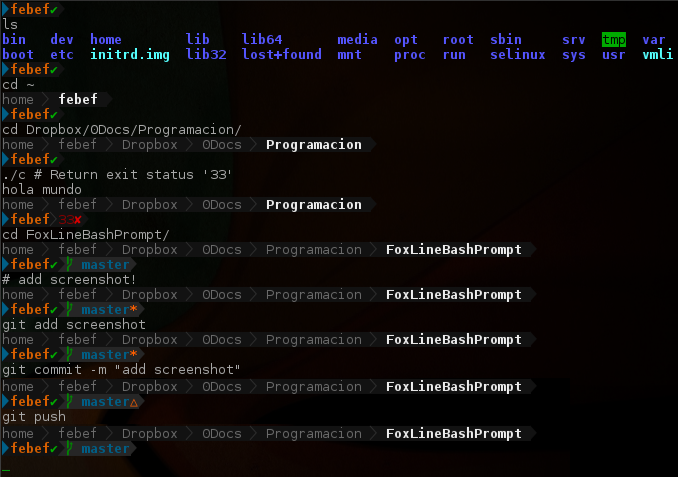 febef✔
ls
bin dev home lib lib64 media opt root sbin srv tmp var
boot etc initrd.img lib32 lost+found mnt proc run selinux sys usr vmli
febef✔
cd ~
home febef
febef✔
cd Dropbox/ODocs/Programacion/
home febef Dropbox ODocs Programacion
febef✔
./c # Return exit status '33'
hola mundo
home febef Dropbox ODocs Programacion
febef 33✘
cd FoxLineBashPrompt/
home febef Dropbox ODocs Programacion FoxLineBashPrompt
febef✔ master
# add screenshot!
home febef Dropbox ODocs Programacion FoxLineBashPrompt
febef✔ master*
git add screenshot
home febef Dropbox ODocs Programacion FoxLineBashPrompt
febef✔ master*
git commit -m "add screenshot"
home febef Dropbox ODocs Programacion FoxLineBashPrompt
febef✔ master△
git push
home febef Dropbox ODocs Programacion FoxLineBashPrompt
febef✔ master
_